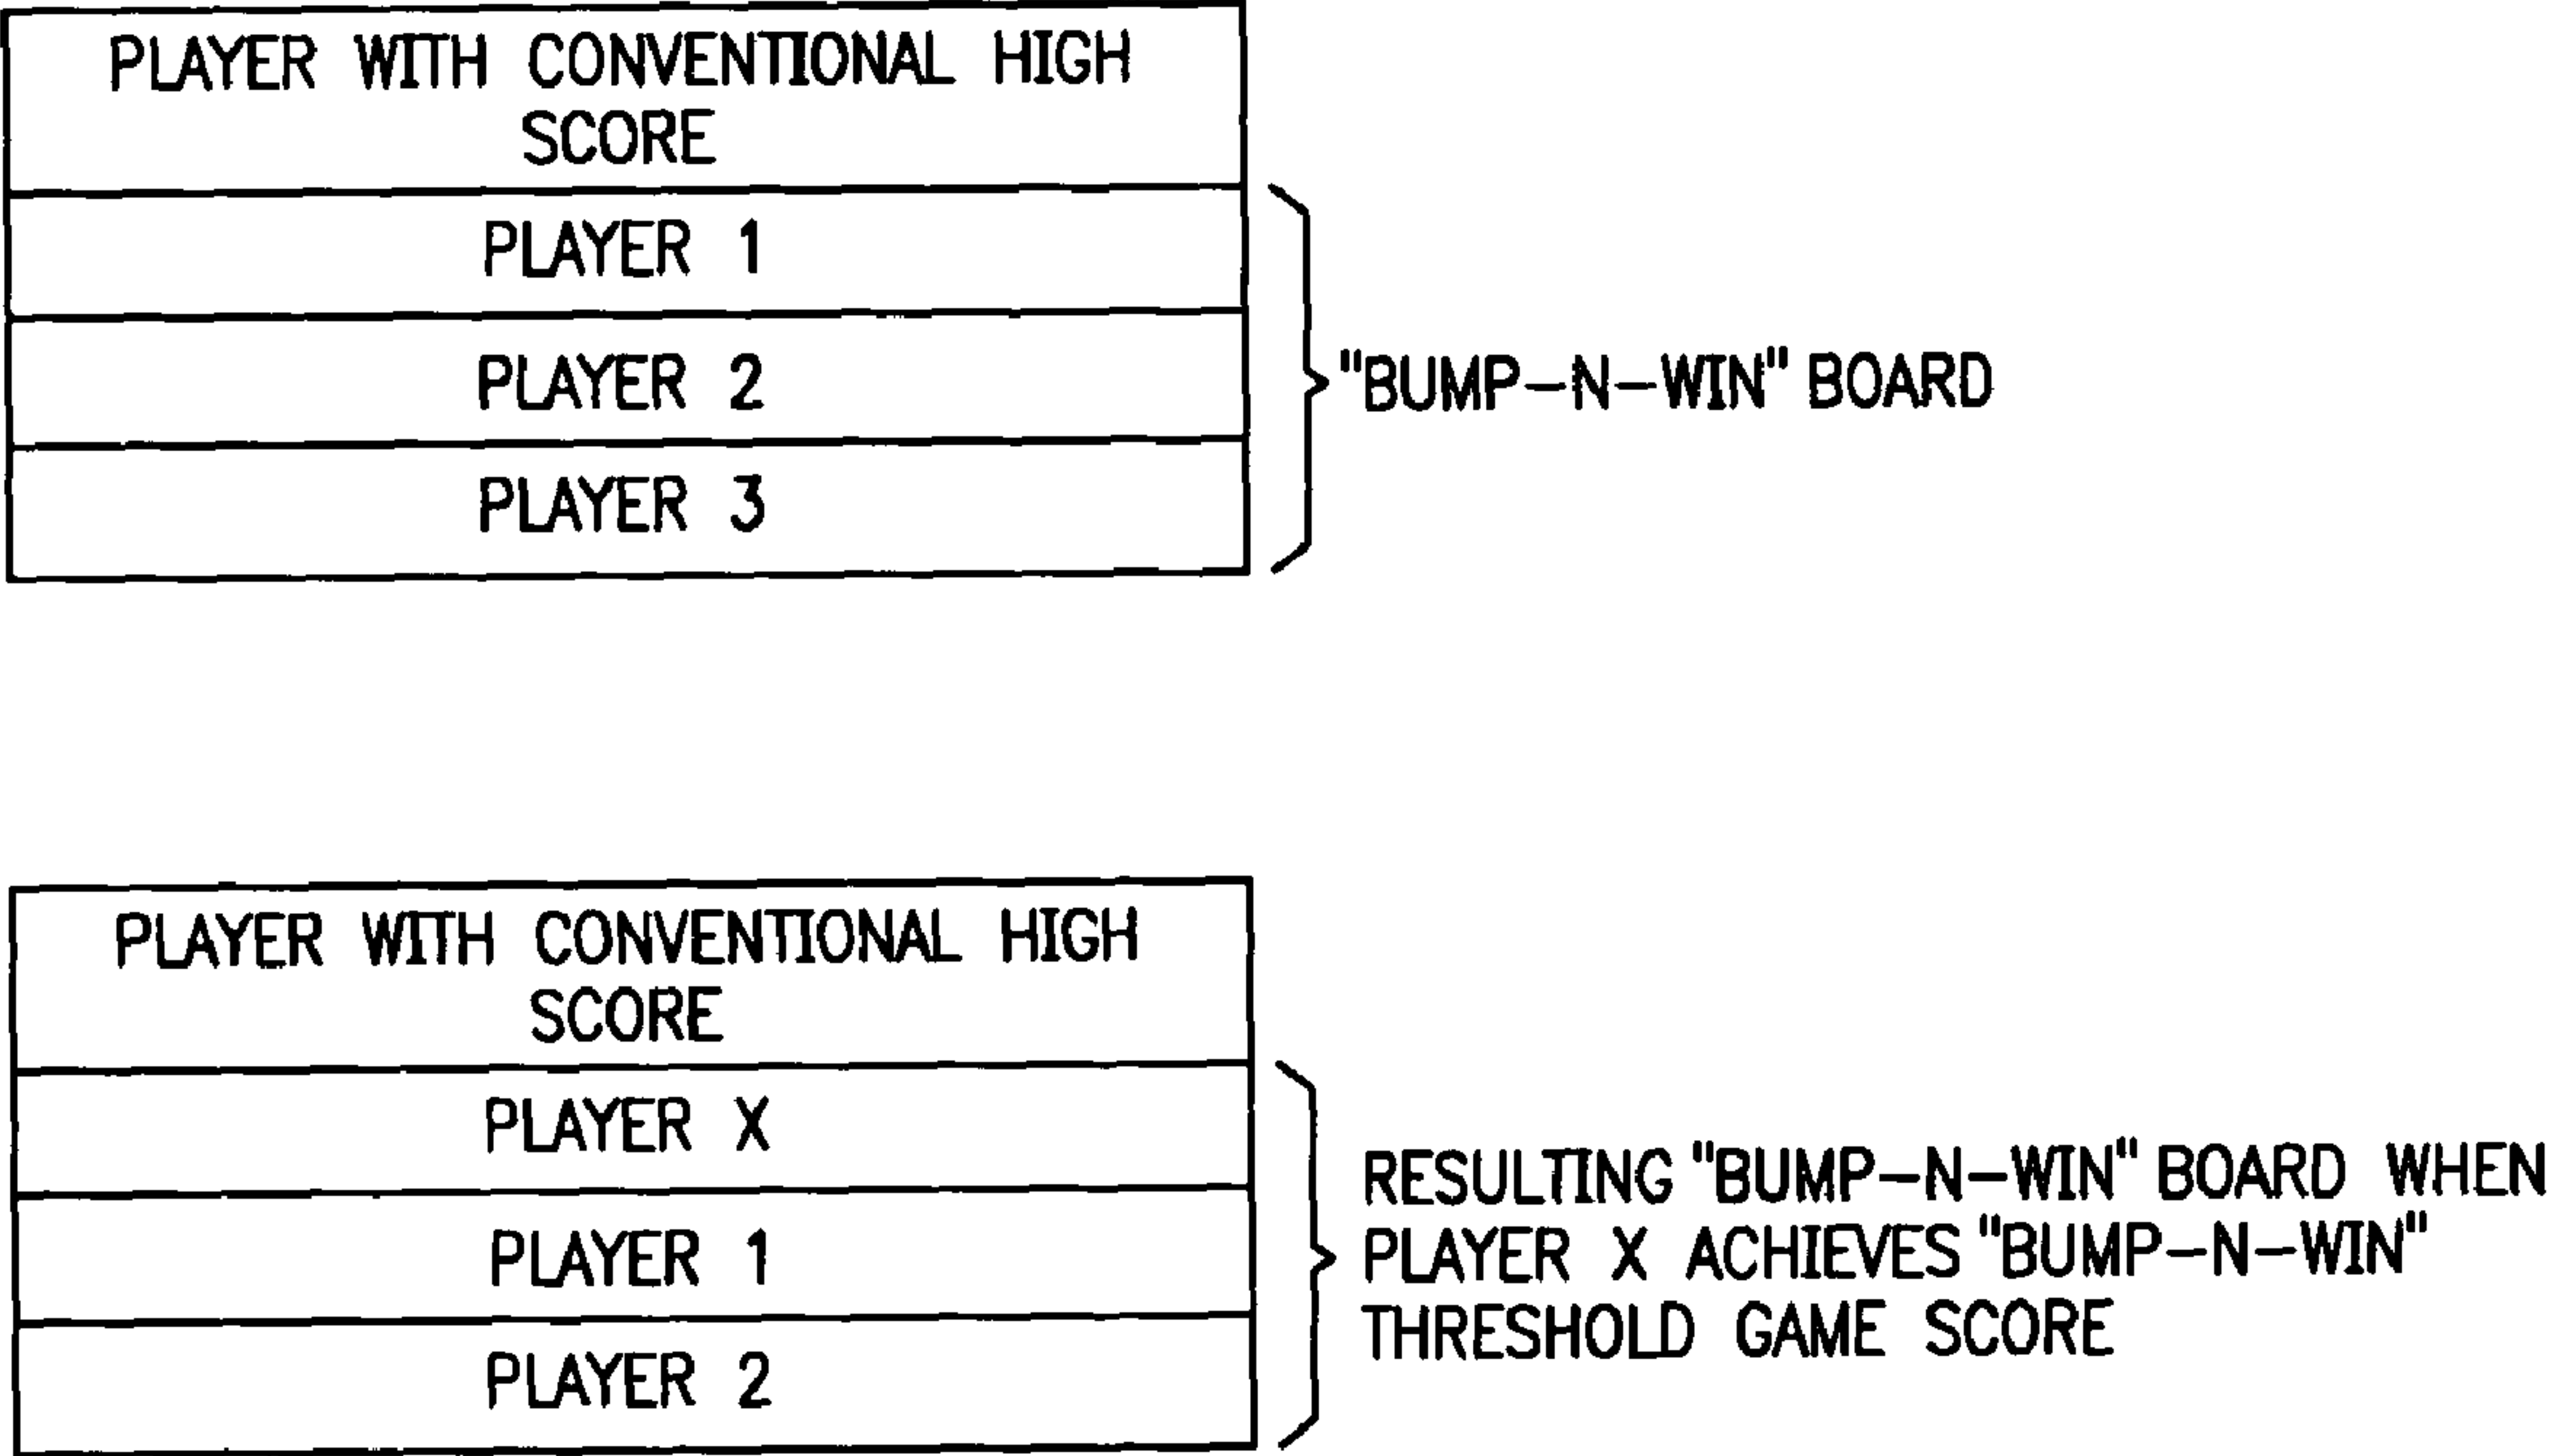 PLAYER WITH CONVENTIONAL HIGH
SCORE
PLAYER 1
PLAYER 2
PLAYER 3
"BUMP-N-WIN" BOARD
PLAYER WITH CONVENTIONAL HIGH
SCORE
PLAYER X
PLAYER 1
PLAYER 2
RESULTING "BUMP-N-WIN" BOARD WHEN
PLAYER X ACHIEVES "BUMP-N-WIN"
THRESHOLD GAME SCORE